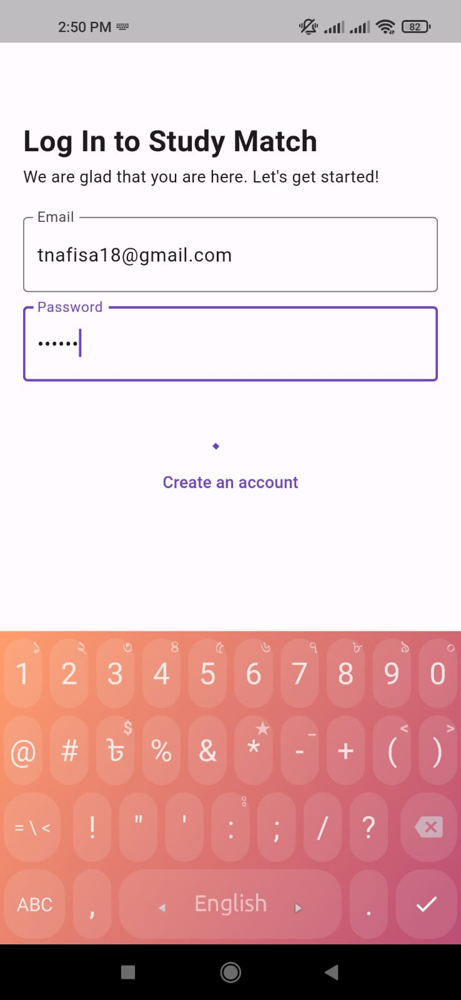 2:50 PM
82
Log In to Study Match
We are glad that you are here. Let's get started!
Email
tnafisa18@gmail.com
Password
••••••
Create an account
১ ২ ৩ ৪ ৫ ৬ ৭ ৮ ৯ ০
1 2 3 4 5 6 7 8 9 0
$ ★ _ < >
@ # ৳ % & * - + ( )
= \ < ! " ' : ; / ?
ABC , English .